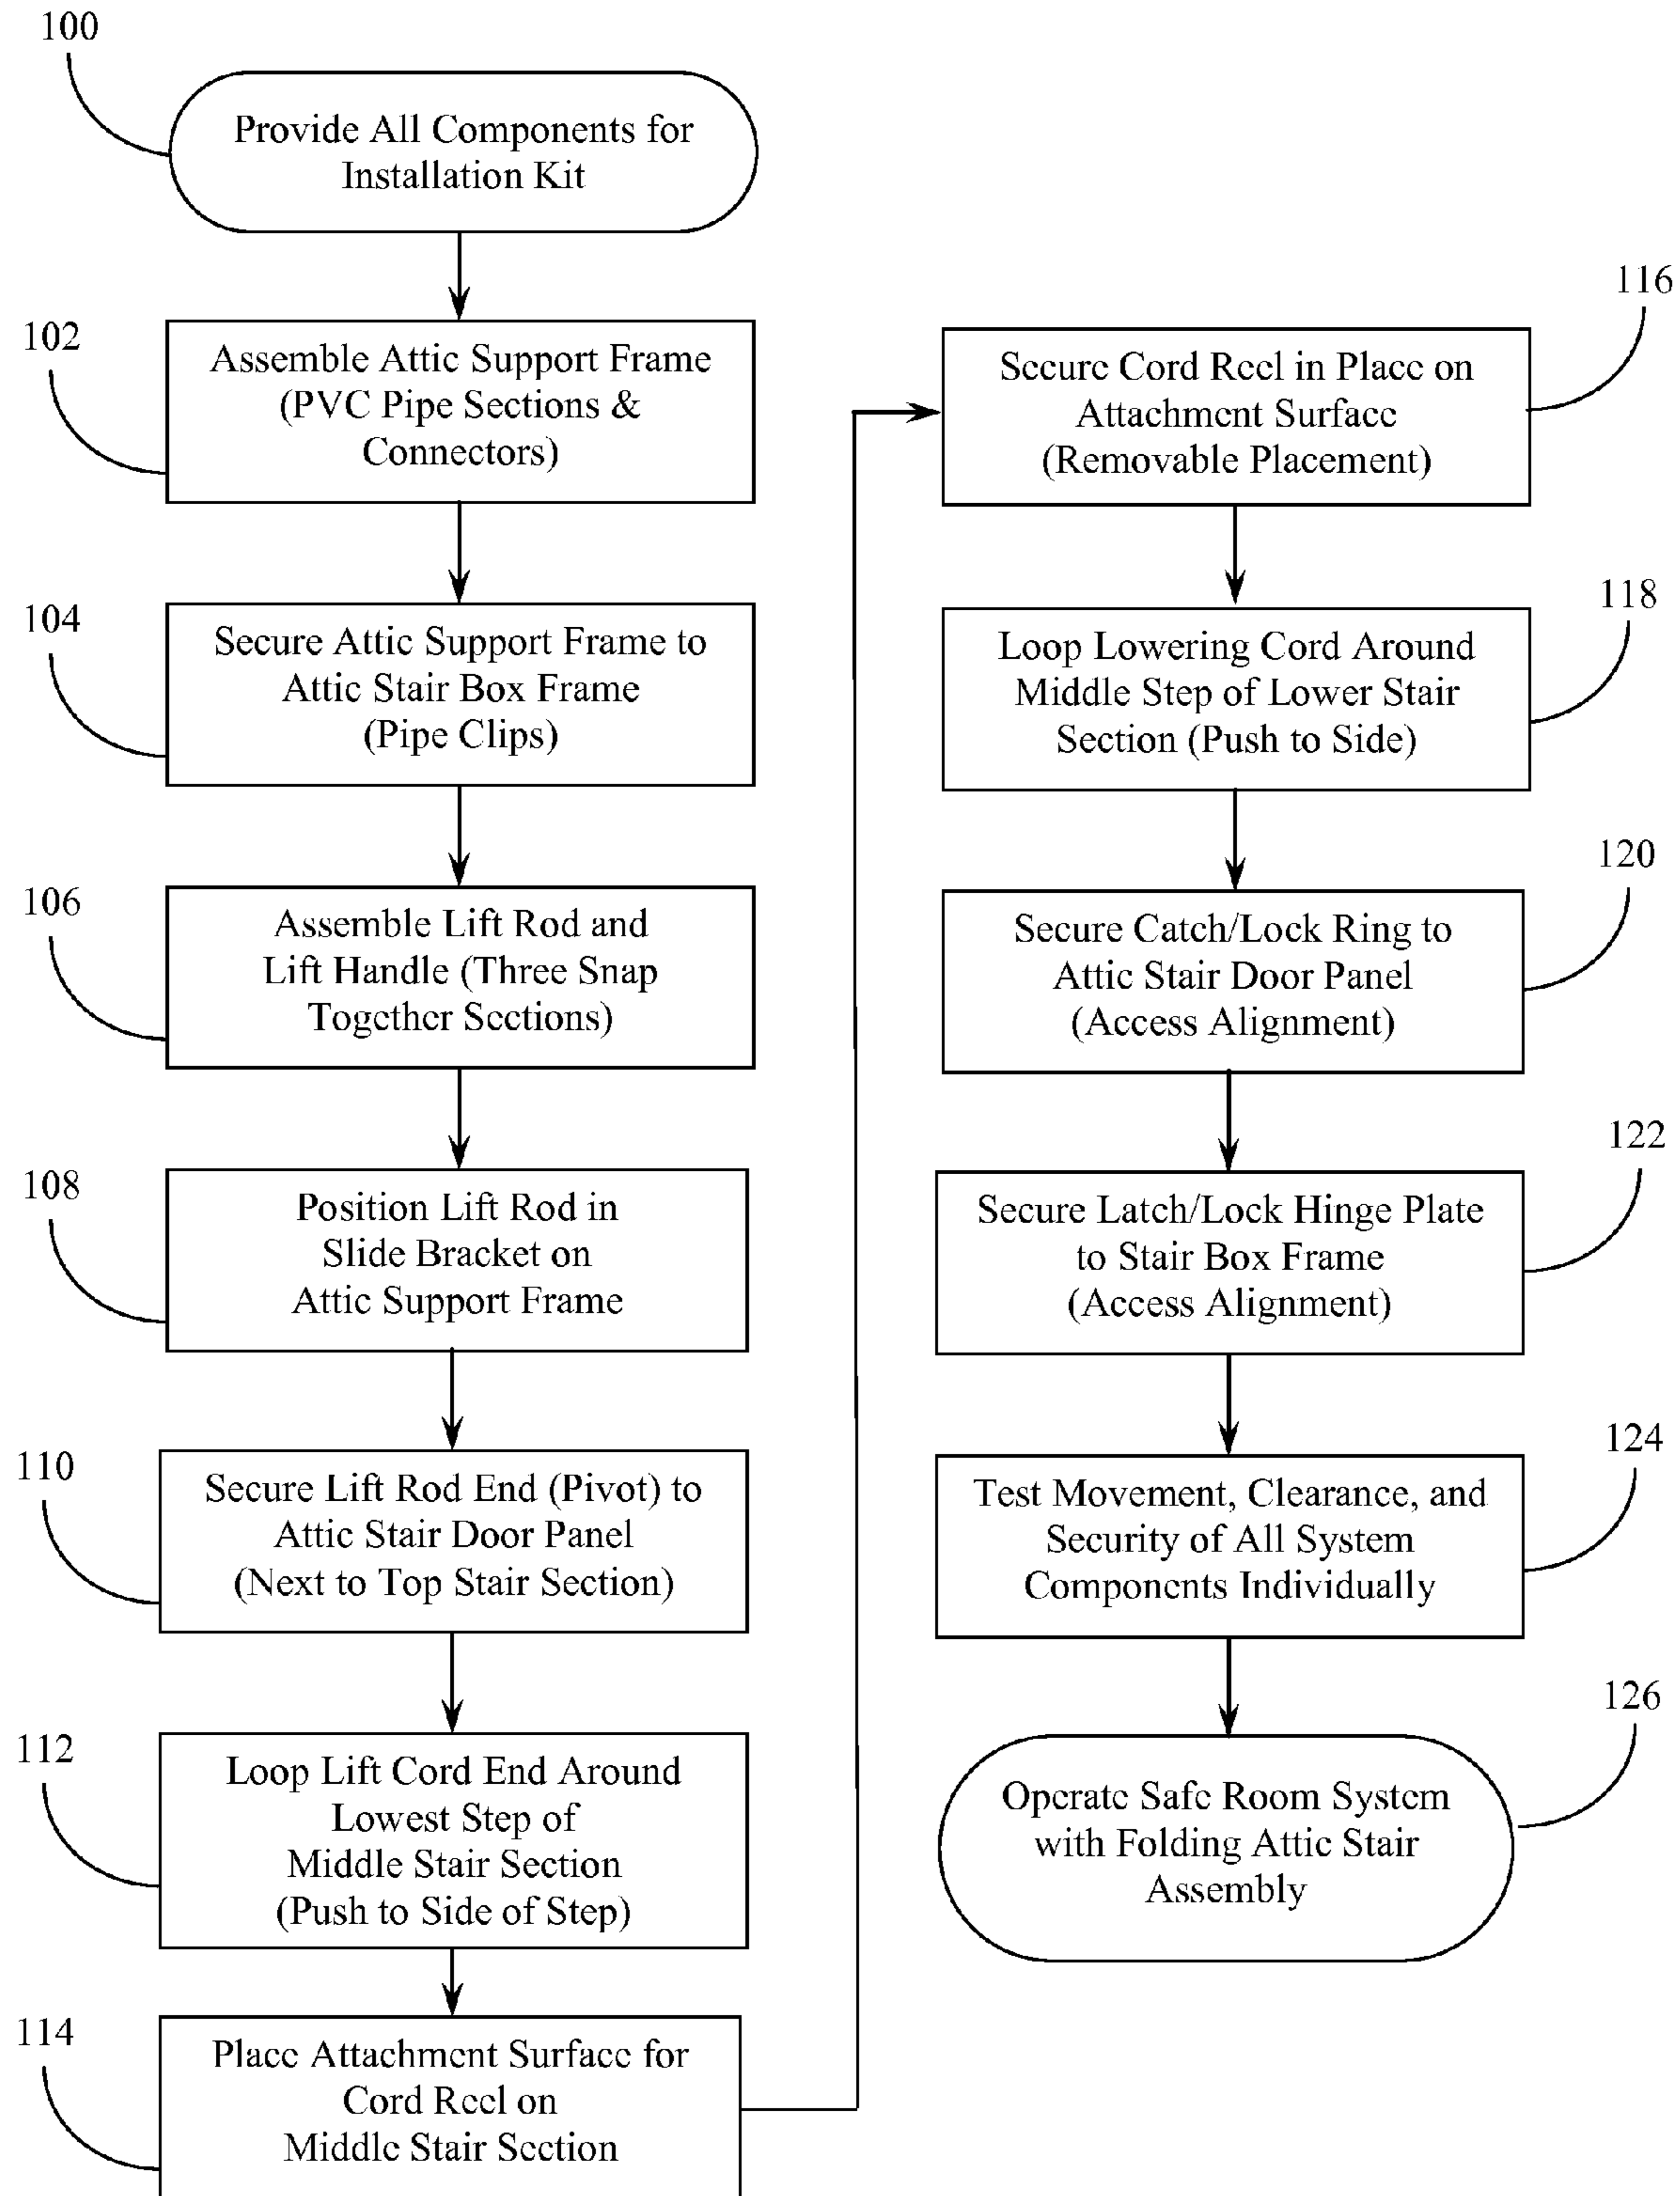 100
Provide All Components for
Installation Kit
102
Assemble Attic Support Frame
(PVC Pipe Sections &
Connectors)
104
Secure Attic Support Frame to
Attic Stair Box Frame
(Pipe Clips)
106
Assemble Lift Rod and
Lift Handle (Three Snap
Together Sections)
108
Position Lift Rod in
Slide Bracket on
Attic Support Frame
110
Secure Lift Rod End (Pivot) to
Attic Stair Door Panel
(Next to Top Stair Section)
112
Loop Lift Cord End Around
Lowest Step of
Middle Stair Section
(Push to Side of Step)
114
Place Attachment Surface for
Cord Reel on
Middle Stair Section
116
Secure Cord Reel in Place on
Attachment Surface
(Removable Placement)
118
Loop Lowering Cord Around
Middle Step of Lower Stair
Section (Push to Side)
120
Secure Catch/Lock Ring to
Attic Stair Door Panel
(Access Alignment)
122
Secure Latch/Lock Hinge Plate
to Stair Box Frame
(Access Alignment)
124
Test Movement, Clearance, and
Security of All System
Components Individually
126
Operate Safe Room System
with Folding Attic Stair
Assembly